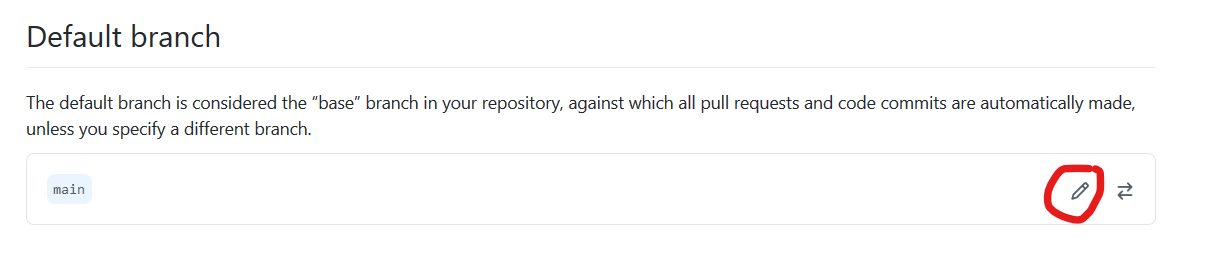 Default branch
The default branch is considered the “base” branch in your repository, against which all pull requests and code commits are automatically made,
unless you specify a different branch.
main